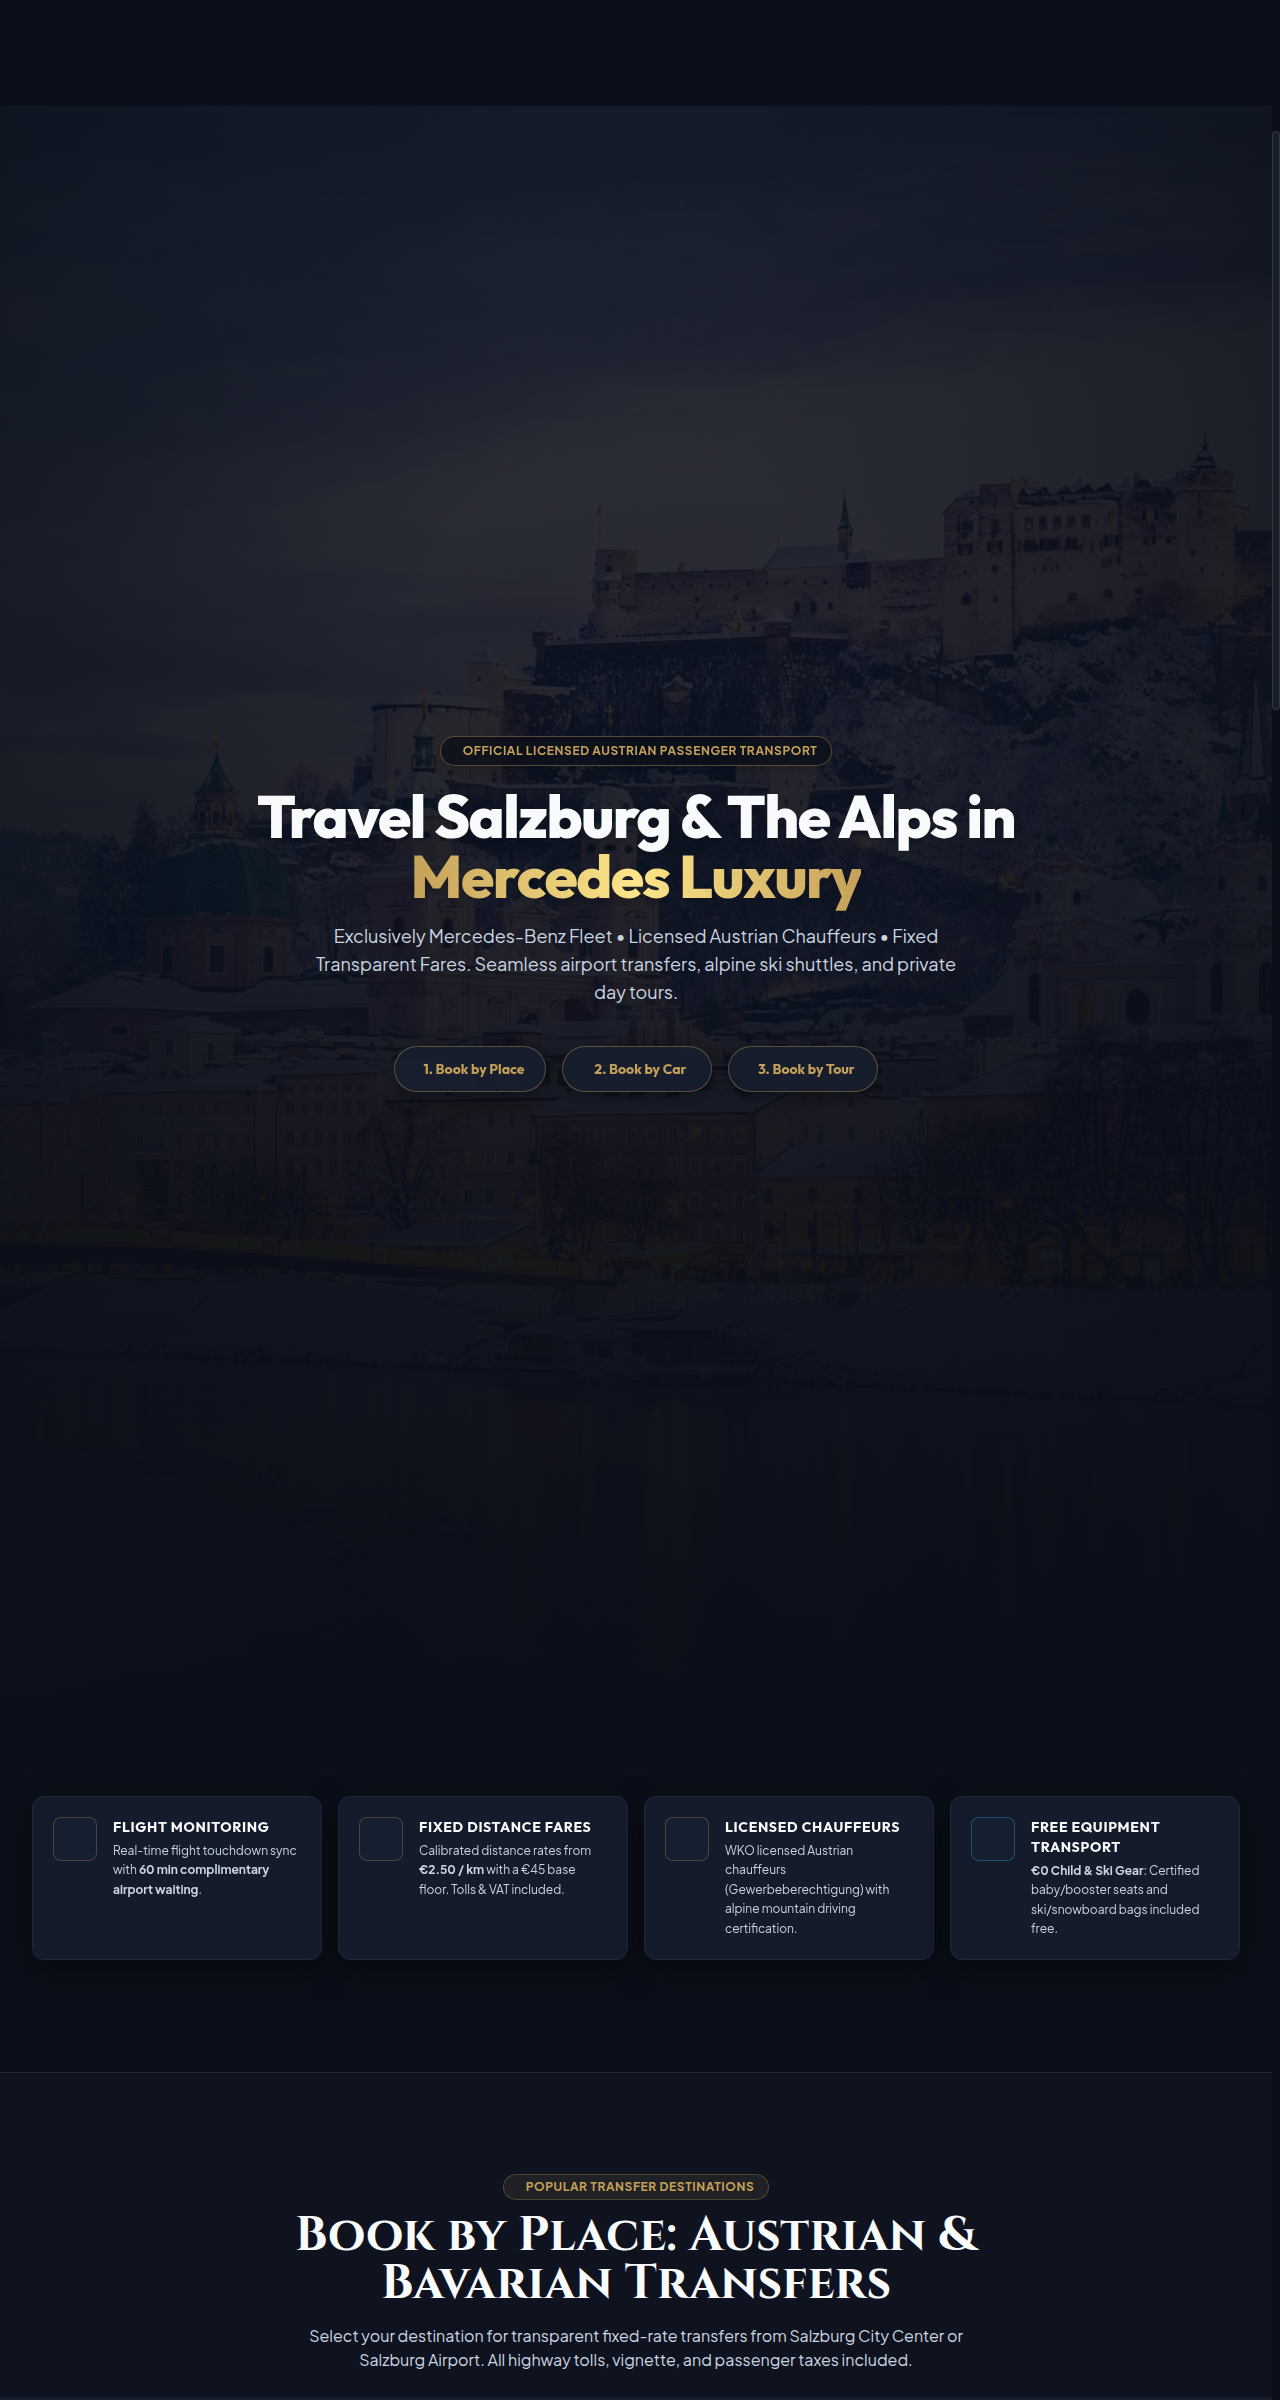 OFFICIAL LICENSED AUSTRIAN PASSENGER TRANSPORT
Travel Salzburg & The Alps in
Mercedes Luxury
Exclusively Mercedes-Benz Fleet • Licensed Austrian Chauffeurs • Fixed
Transparent Fares. Seamless airport transfers, alpine ski shuttles, and private
day tours.
1. Book by Place
2. Book by Car
3. Book by Tour
FLIGHT MONITORING
Real-time flight touchdown sync
with 60 min complimentary
airport waiting.
FIXED DISTANCE FARES
Calibrated distance rates from
€2.50 / km with a €45 base
floor. Tolls & VAT included.
LICENSED CHAUFFEURS
WKO licensed Austrian
chauffeurs
(Gewerbeberechtigung) with
alpine mountain driving
certification.
FREE EQUIPMENT
TRANSPORT
€0 Child & Ski Gear: Certified
baby/booster seats and
ski/snowboard bags included
free.
POPULAR TRANSFER DESTINATIONS
Book by Place: Austrian &
Bavarian Transfers
Select your destination for transparent fixed-rate transfers from Salzburg City Center or
Salzburg Airport. All highway tolls, vignette, and passenger taxes included.